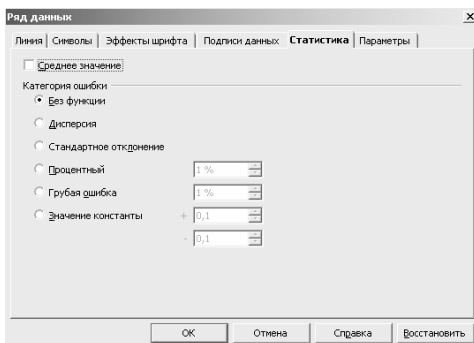 Ряд данных
Линия Символы Эффекты шрифта Подписи данных Статистика Параметры
Среднее значение
Категория ошибки
Без функции
Дисперсия
Стандартное отклонение
Процентный 1 %
Грубая ошибка 1 %
Значение константы + 0,1
- 0,1
ОК Отмена Справка Восстановить